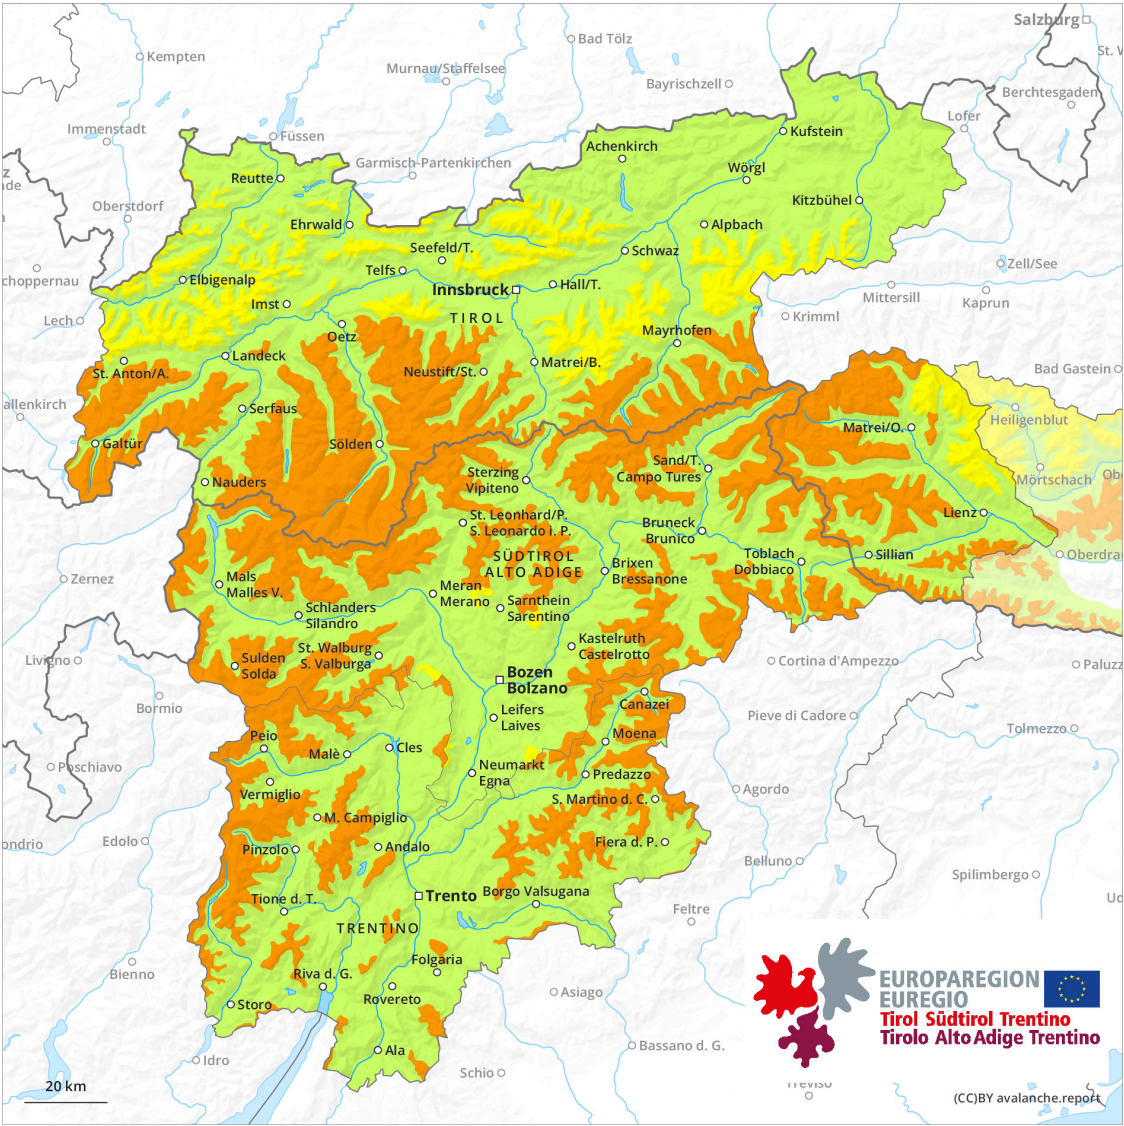 Salzburg
Bad Tölz
St. V
Kempten
Murnau/Staffelsee
Bayrischzell
Berchtesgaden
Lofer
Immenstadt
Füssen
Kufstein
Achenkirch
Garmisch-Partenkirchen
Wörgl
Reutte
Kitzbühel
Oberstdorf
Ehrwald
Alpbach
Seefeld/T.
Schwaz
Zell/See
Telfs
choppernau
Elbigenalp
Hall/T.
Innsbruck
Mittersill
Kaprun
Imst
TIROL
Krimml
Lech
Oetz
Mayrhofen
Landeck
Matrei/B.
St. Anton/A.
Neustift/St.
Bad Gastein
allenkirch
Serfaus
Heiligenblut
Matrei/O.
Galtür
Sölden
Sand/T.
Campo Tures
Sterzing
Vipiteno
Mörtschach
Obe
Nauders
Lienz
St. Leonhard/P.
S. Leonardo i. P.
Bruneck
Brunico
SÜDTIROL
ALTO ADIGE
Toblach
Dobbiaco
Sillian
Oberdrau
Brixen
Bressanone
Zernez
Mals
Malles V.
Meran
Merano
Sarnthein
Sarentino
Schlanders
Silandro
Kastelruth
Castelrotto
St. Walburg
S. Valburga
Livigno
Sulden
Solda
Cortina d'Ampezzo
Paluzz
Bozen
Bolzano
Canazei
Bormio
Leifers
Laives
Pieve di Cadore
Tolmezzo
Peio
Moena
Malè
Cles
Poschiavo
Neumarkt
Egna
Predazzo
Vermiglio
Agordo
S. Martino d. C.
M. Campiglio
ondrio
Edolo
Pinzolo
Andalo
Fiera d. P.
Belluno
Spilimbergo
Tione d. T.
Trento
Borgo Valsugana
Ud
Feltre
TRENTINO
Folgaria
Bienno
Riva d. G.
Rovereto
Asiago
Storo
EUROPAREGION
EUREGIO
Tirol Südtirol Trentino
Tirolo Alto Adige Trentino
Idro
Ala
Bassano d. G.
Schio
20 km
Treviso
(CC)BY avalanche.report